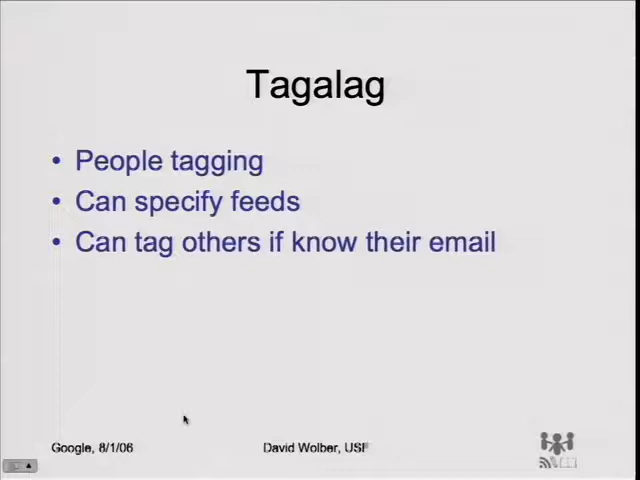 Tagalag
• People tagging
• Can specify feeds
• Can tag others if know their email
Google, 8/1/06
David Wolber, USF